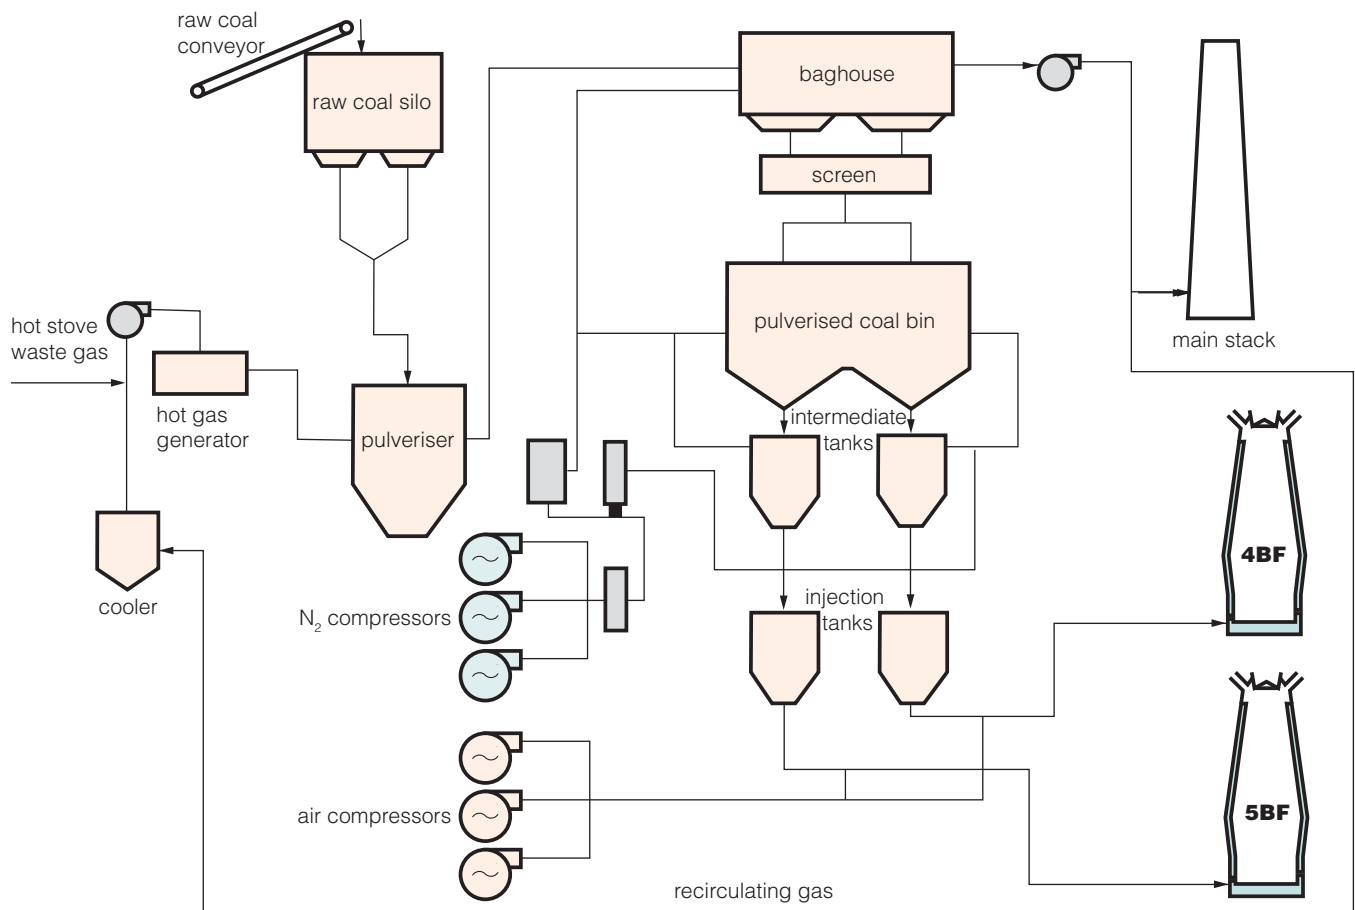 raw coal
conveyor
raw coal silo
baghouse
screen
hot stove
waste gas
pulverised coal bin
main stack
hot gas
generator
pulveriser
intermediate
tanks
4BF
cooler
N₂ compressors
injection
tanks
5BF
air compressors
recirculating gas